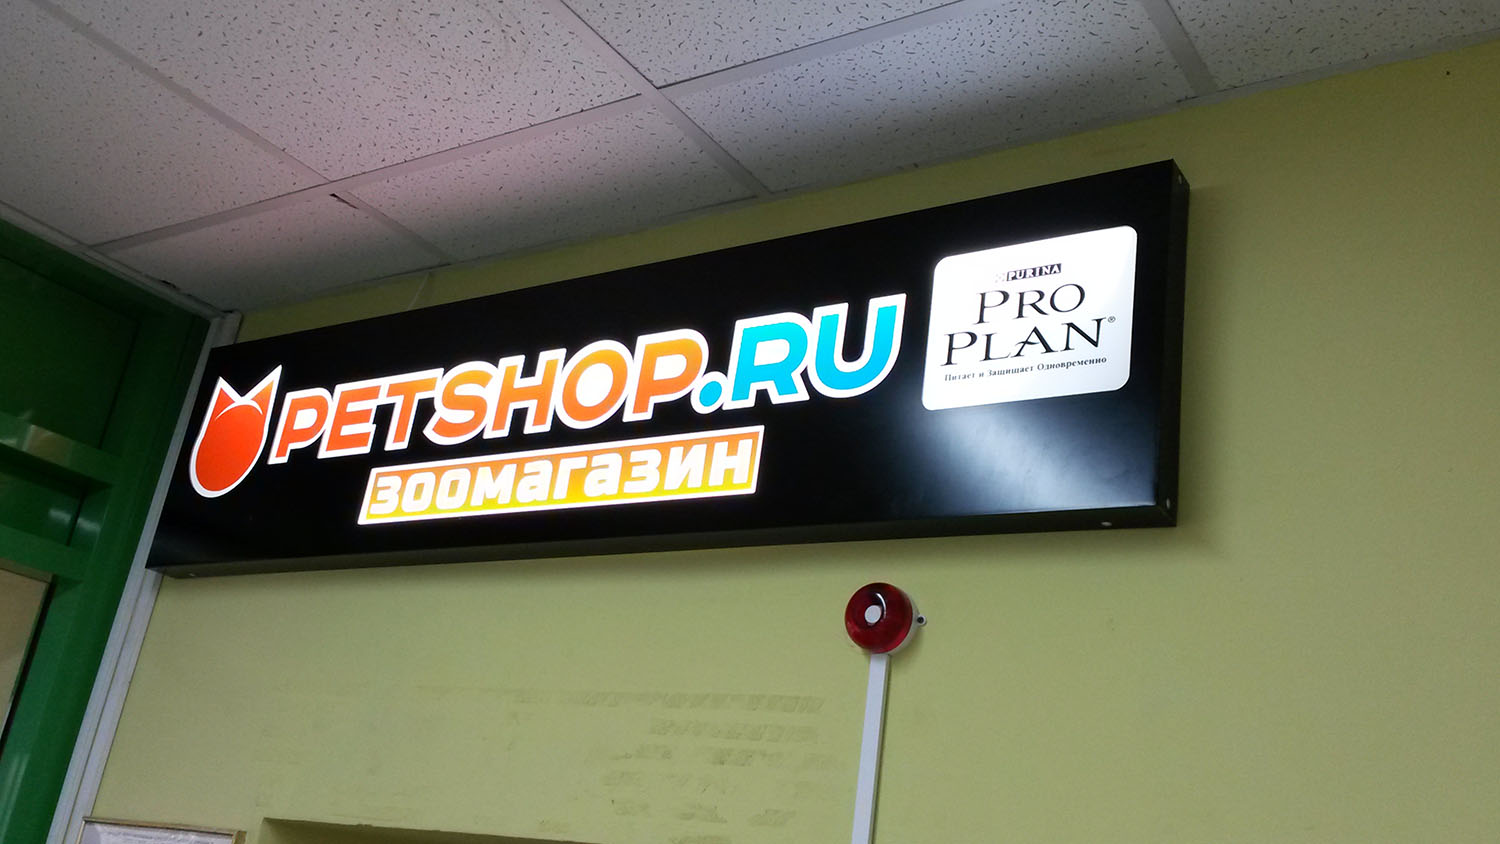 PETSHOP.RU
зоомагазин
PURINA
PRO
PLAN®
Питает и Защищает Одновременно